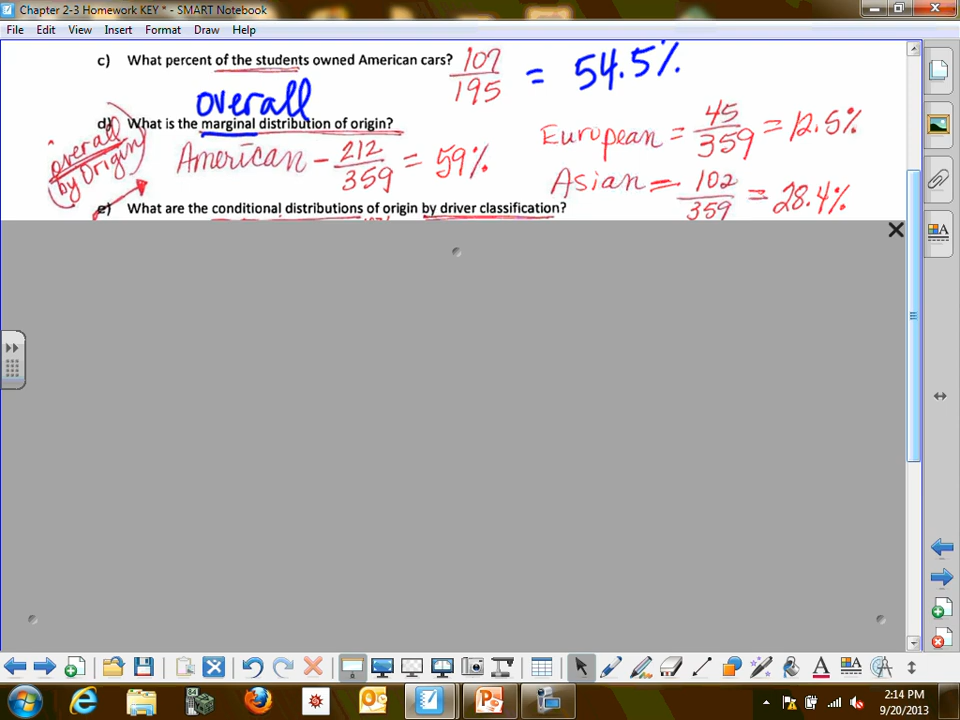 Chapter 2-3 Homework KEY * - SMART Notebook
File Edit View Insert Format Draw Help
c) What percent of the students owned American cars? 107/195 = 54.5%
overall
d) What is the marginal distribution of origin?
overall by Origin
American - 212/359 = 59%
European = 45/359 = 12.5%
Asian = 102/359 = 28.4%
e) What are the conditional distributions of origin by driver classification?
2:14 PM
9/20/2013